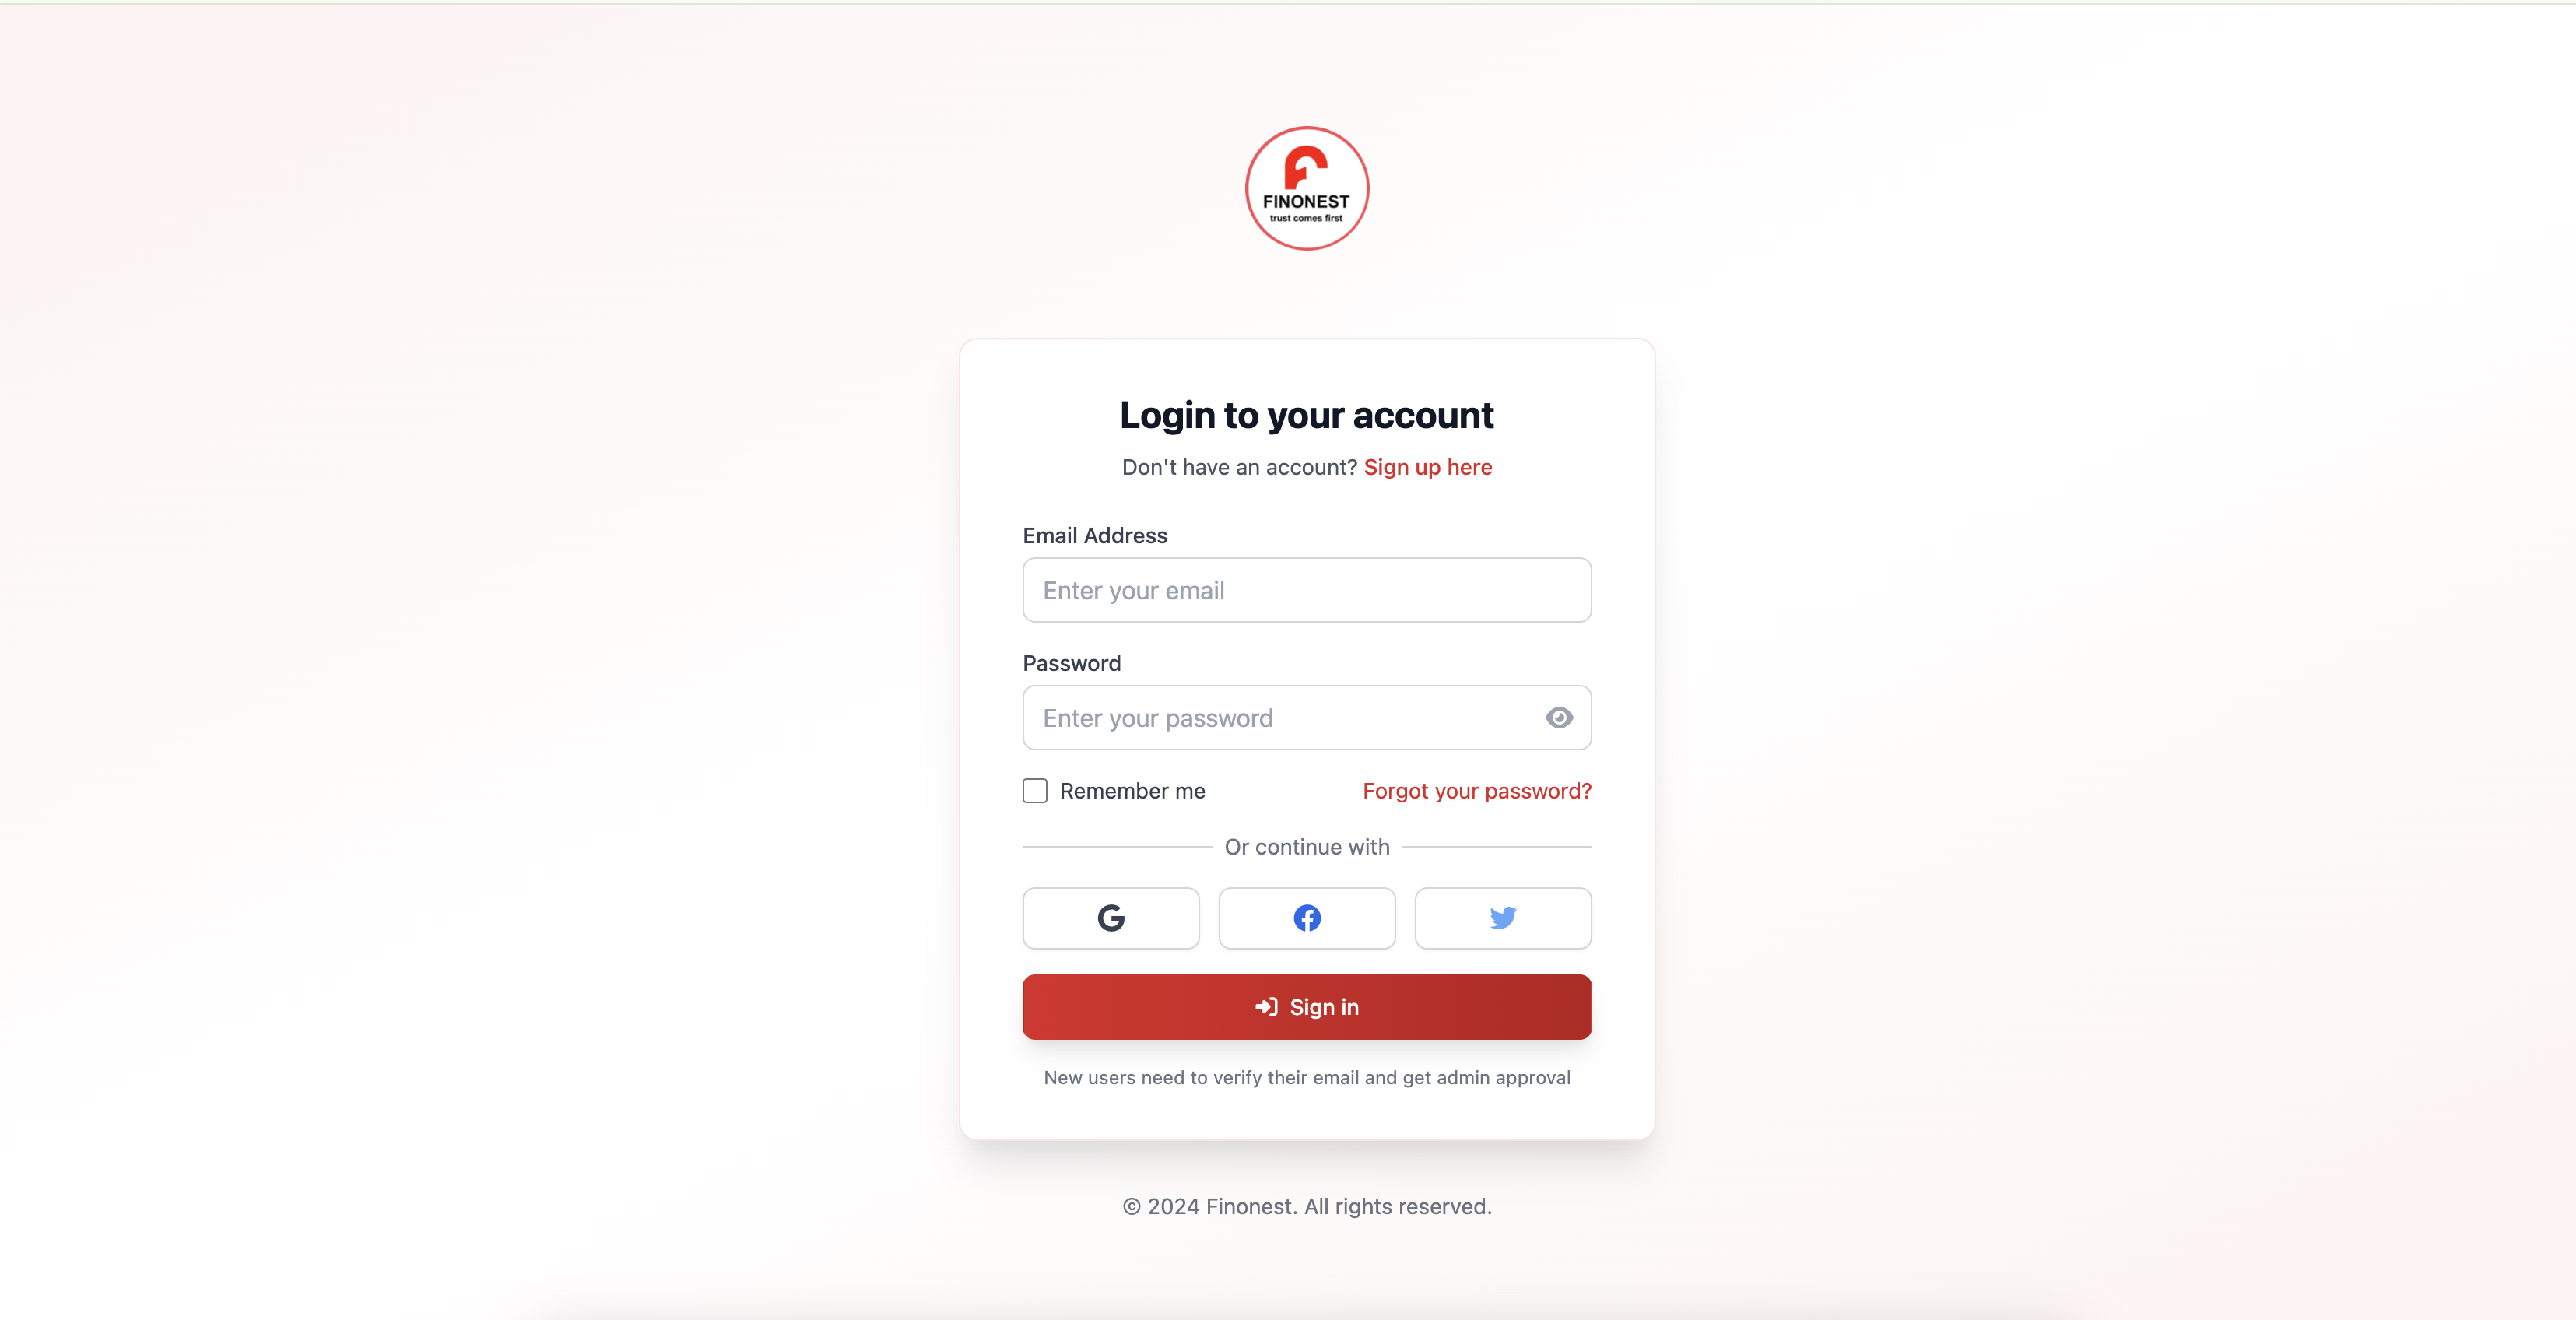 FINONEST
trust comes first
Login to your account
Don't have an account? Sign up here
Email Address
Enter your email
Password
Enter your password
Remember me
Forgot your password?
Or continue with
Sign in
New users need to verify their email and get admin approval
© 2024 Finonest. All rights reserved.